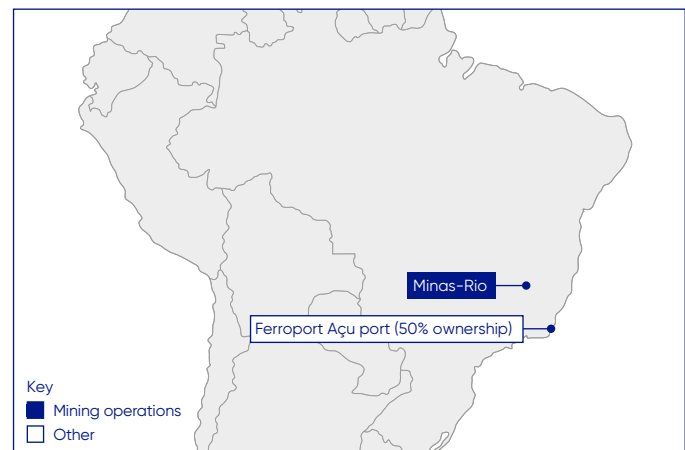 Minas-Rio
Ferroport Açu port (50% ownership)
Key
Mining operations
Other